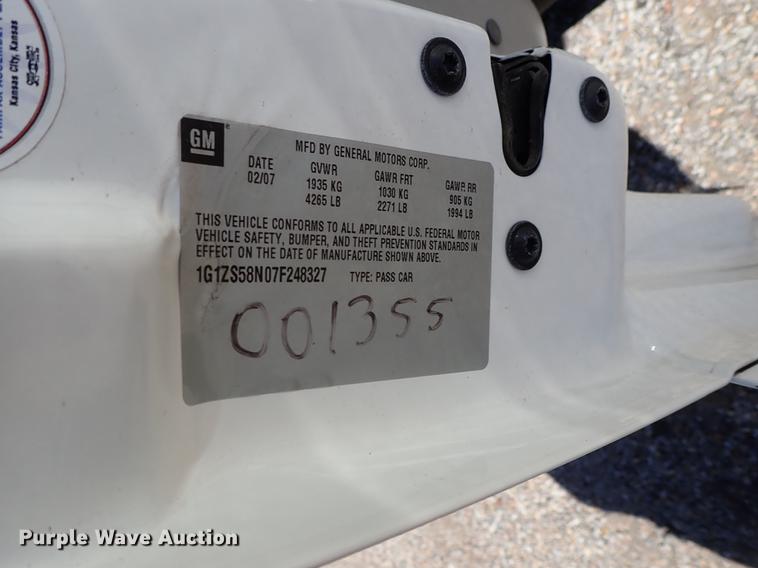 Kansas City, Kansas
GM
MFD BY GENERAL MOTORS CORP.
DATE GVWR GAWR FRT GAWR RR
02/07 1935 KG 1030 KG 905 KG
4265 LB 2271 LB 1994 LB
THIS VEHICLE CONFORMS TO ALL APPLICABLE U.S. FEDERAL MOTOR
VEHICLE SAFETY, BUMPER, AND THEFT PREVENTION STANDARDS IN
EFFECT ON THE DATE OF MANUFACTURE SHOWN ABOVE.
1G1ZS58N07F248327 TYPE: PASS CAR
001355
Purple Wave Auction